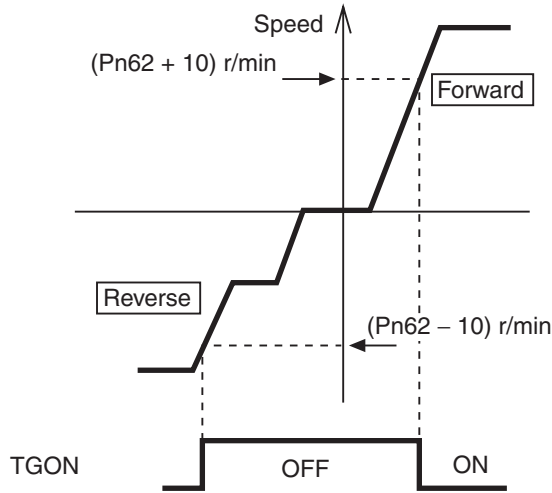 Speed
(Pn62 + 10) r/min
Forward
Reverse
(Pn62 − 10) r/min
TGON
OFF
ON